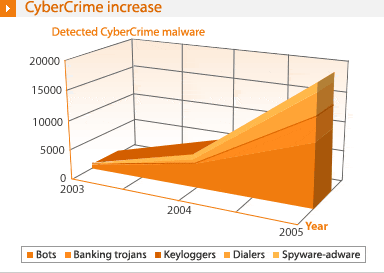 CyberCrime increase
Detected CyberCrime malware
20000
15000
10000
5000
0
2003
2004
2005
Year
Bots Banking trojans Keyloggers Dialers Spyware-adware